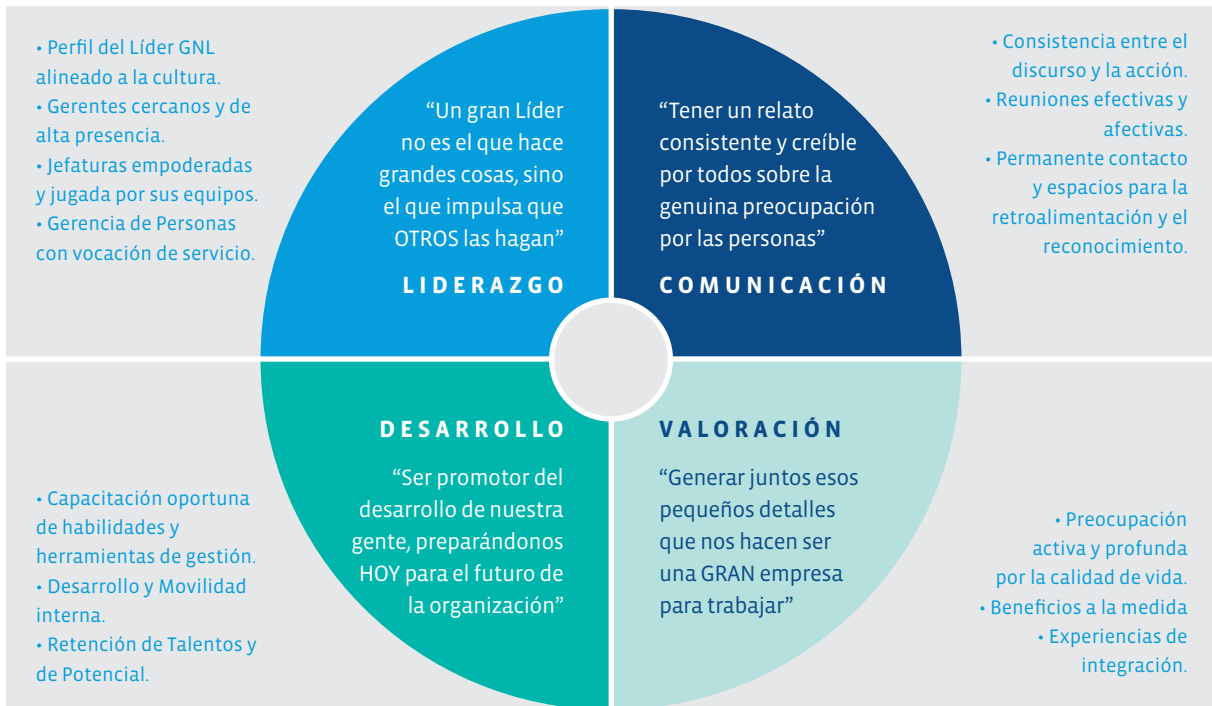 • Perfil del Líder GNL
alineado a la cultura.
• Gerentes cercanos y de
alta presencia.
• Jefaturas empoderadas
y jugada por sus equipos.
• Gerencia de Personas
con vocación de servicio.
“Un gran Líder
no es el que hace
grandes cosas, sino
el que impulsa que
OTROS las hagan”
LIDERAZGO
“Tener un relato
consistente y creíble
por todos sobre la
genuina preocupación
por las personas”
COMUNICACIÓN
• Consistencia entre el
discurso y la acción.
• Reuniones efectivas y
afectivas.
• Permanente contacto
y espacios para la
retroalimentación y el
reconocimiento.
• Capacitación oportuna
de habilidades y
herramientas de gestión.
• Desarrollo y Movilidad
interna.
• Retención de Talentos y
de Potencial.
DESARROLLO
“Ser promotor del
desarrollo de nuestra
gente, preparándonos
HOY para el futuro de
la organización”
VALORACIÓN
“Generar juntos esos
pequeños detalles
que nos hacen ser
una GRAN empresa
para trabajar”
• Preocupación
activa y profunda
por la calidad de vida.
• Beneficios a la medida
• Experiencias de
integración.